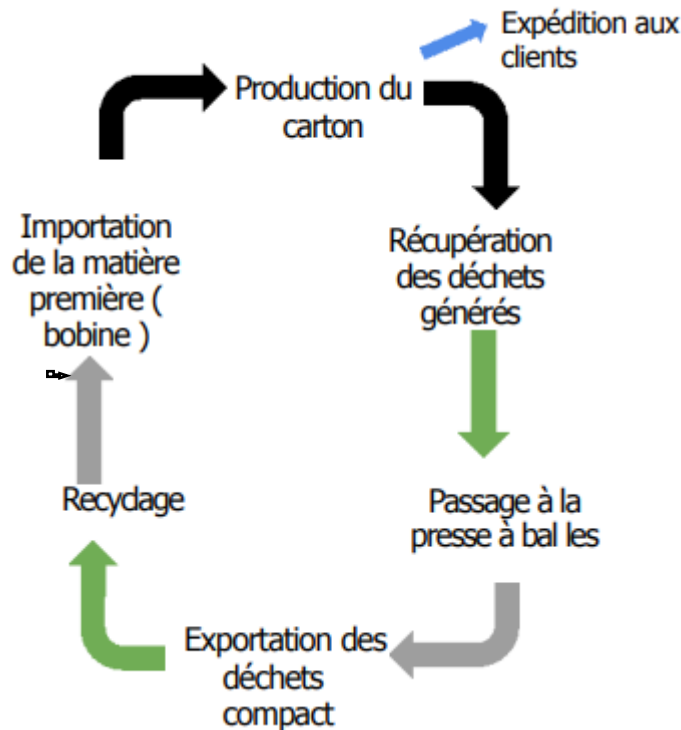 Expédition aux
clients
Production du
carton
Récupération
des déchets
générés
Passage à la
presse à bal les
Exportation des
déchets
compact
Recyclage
Importation
de la matière
première (
bobine )